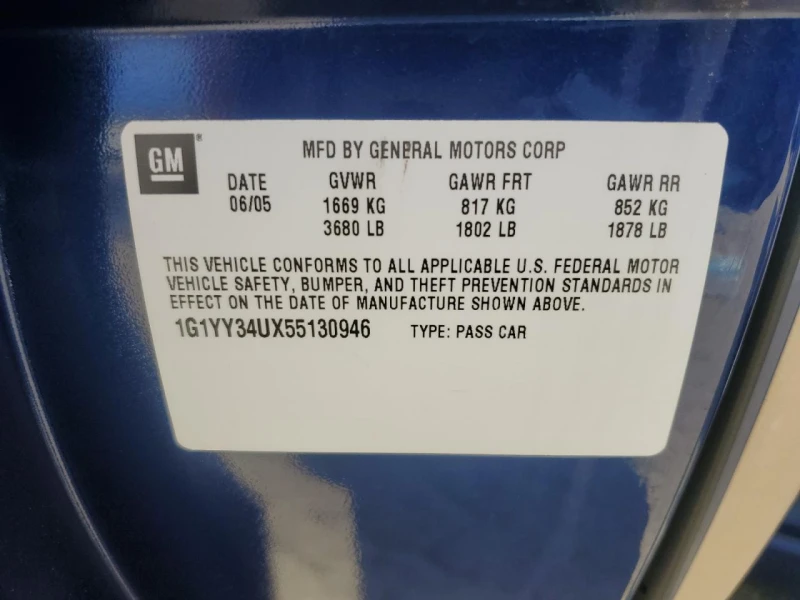 GM®
MFD BY GENERAL MOTORS CORP
DATE GVWR GAWR FRT GAWR RR
06/05 1669 KG 817 KG 852 KG
3680 LB 1802 LB 1878 LB
THIS VEHICLE CONFORMS TO ALL APPLICABLE U.S. FEDERAL MOTOR
VEHICLE SAFETY, BUMPER, AND THEFT PREVENTION STANDARDS IN
EFFECT ON THE DATE OF MANUFACTURE SHOWN ABOVE.
1G1YY34UX55130946 TYPE: PASS CAR